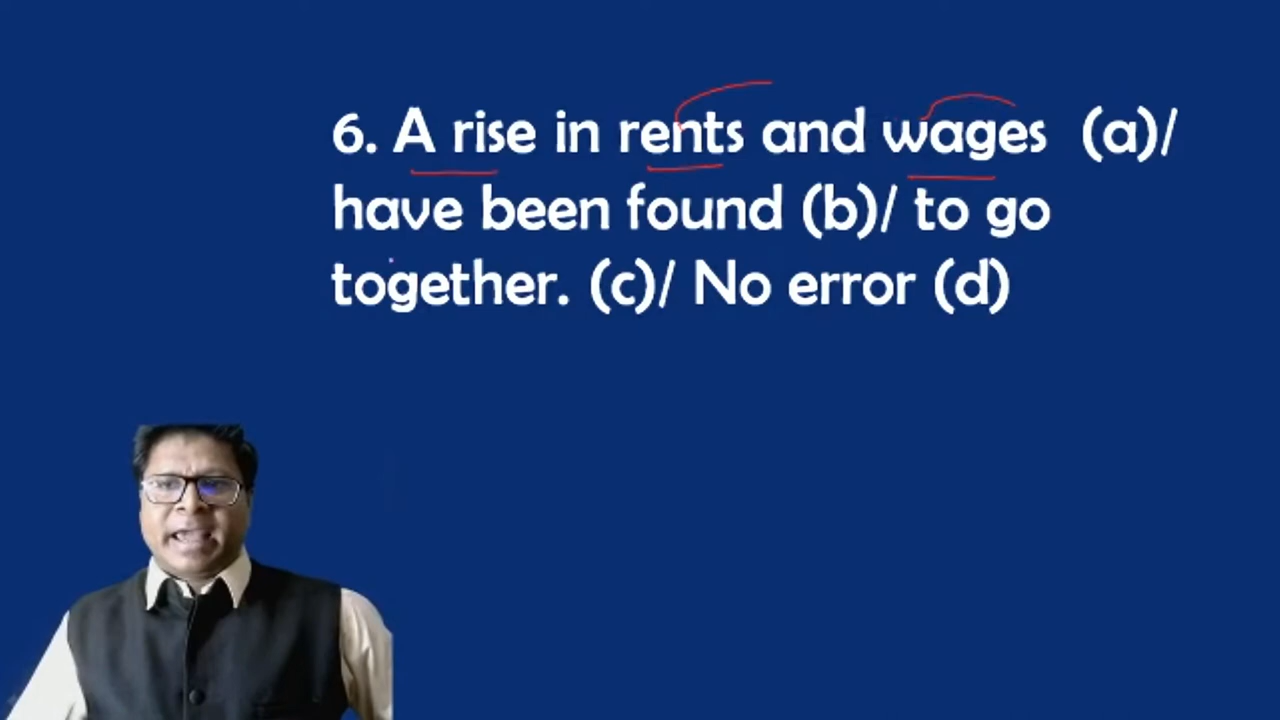 6. A rise in rents and wages (a)/
have been found (b)/ to go
together. (c)/ No error (d)